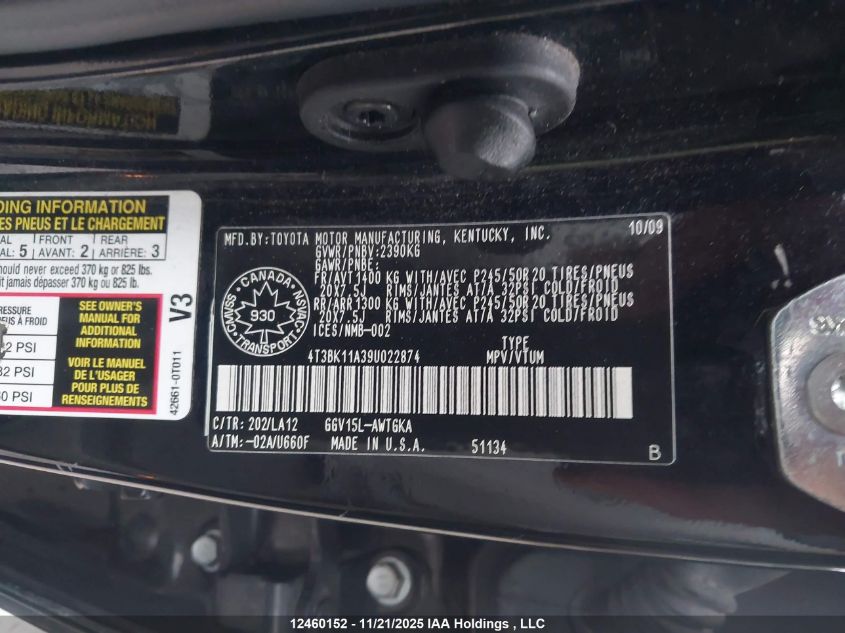 DING INFORMATION
ES PNEUS ET LE CHARGEMENT
AL FRONT REAR
AL: 5 AVANT: 2 ARRIÈRE: 3
hould never exceed 370 kg or 825 lbs.
t jamais dépasser 370 kg ou 825 lb.
RESSURE
EUS À FROID
2 PSI
32 PSI
60 PSI
SEE OWNER'S
MANUAL FOR
ADDITIONAL
INFORMATION
VOIR LE MANUEL
DE L'USAGER
POUR PLUS DE
RENSEIGNEMENTS
V3
42661-0T011
MFD.BY:TOYOTA MOTOR MANUFACTURING, KENTUCKY, INC. 10/09
GVWR/PNBV:2390KG
GAWR/PNBE:
FR/AVT1400 KG WITH/AVEC P245/50R20 TIRES/PNEUS
20X7.5J RIMS/JANTES AT/A 32PSI COLD/FROID
RR/ARR1300 KG WITH/AVEC P245/50R20 TIRES/PNEUS
20X7.5J RIMS/JANTES AT/A 32PSI COLD/FROID
ICES/NMB-002
CANADA
CMVSS
NSVAC
930
TRANSPORT
4T3BK11A39U022874
TYPE
MPV/VTUM
C/TR: 202/LA12 GGV15L-AWTGKA
A/TM: -02A/U660F MADE IN U.S.A. 51134 B
12460152 - 11/21/2025 IAA Holdings , LLC